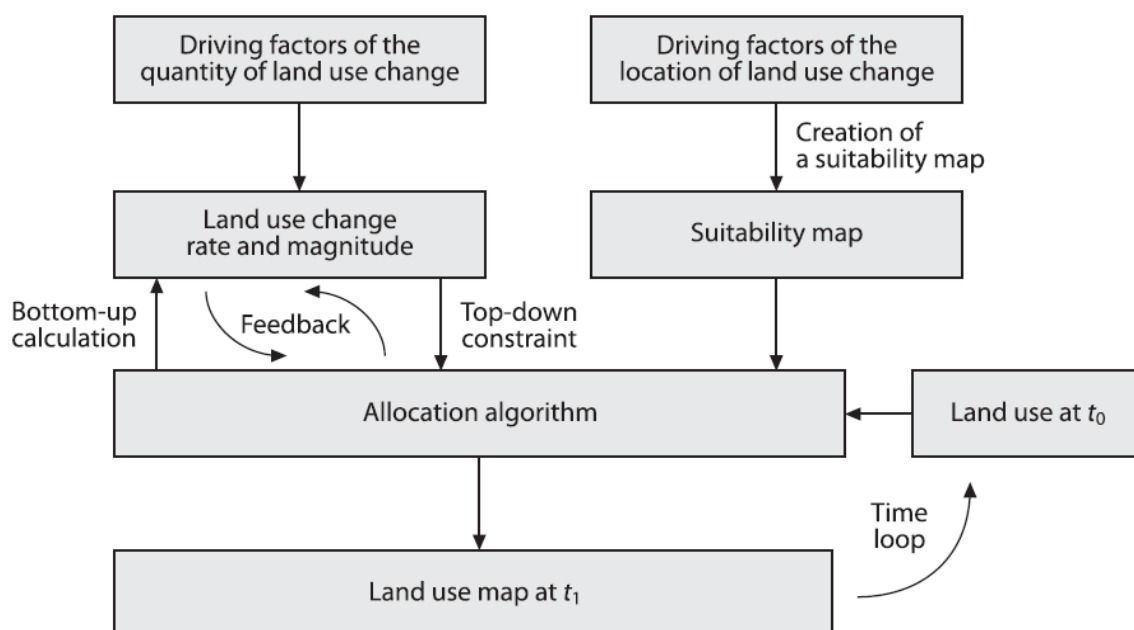 Driving factors of the
quantity of land use change
Driving factors of the
location of land use change
Creation of
a suitability map
Land use change
rate and magnitude
Suitability map
Bottom-up
calculation
Feedback
Top-down
constraint
Allocation algorithm
Land use at t₀
Time
loop
Land use map at t₁